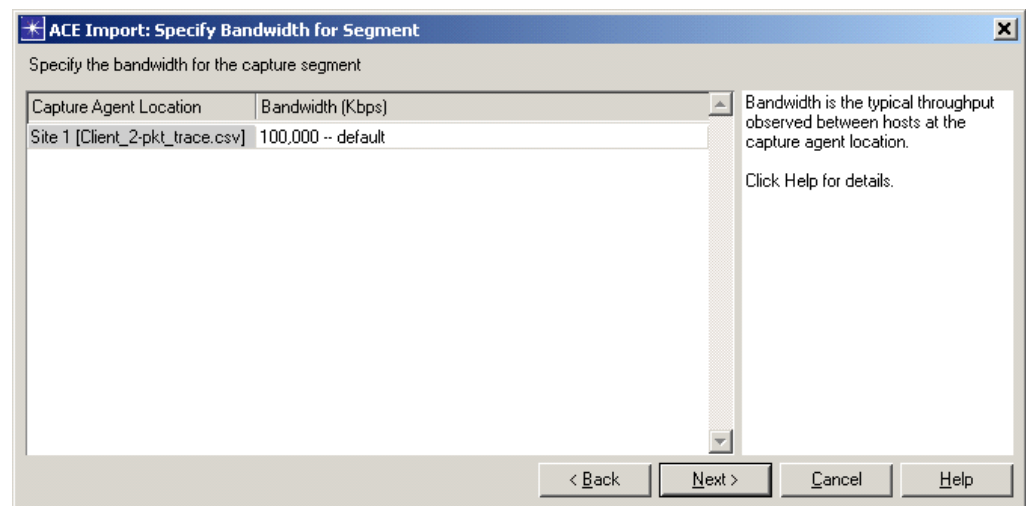 ACE Import: Specify Bandwidth for Segment
Specify the bandwidth for the capture segment
Capture Agent Location Bandwidth (Kbps)
Site 1 [Client_2-pkt_trace.csv] 100,000 -- default
Bandwidth is the typical throughput
observed between hosts at the
capture agent location.
Click Help for details.
< Back Next > Cancel Help